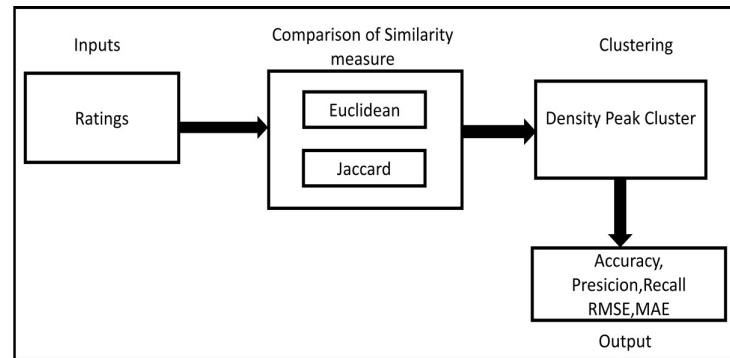 Inputs
Ratings
Comparison of Similarity
measure
Euclidean
Jaccard
Clustering
Density Peak Cluster
Accuracy,
Presicion,Recall
RMSE,MAE
Output